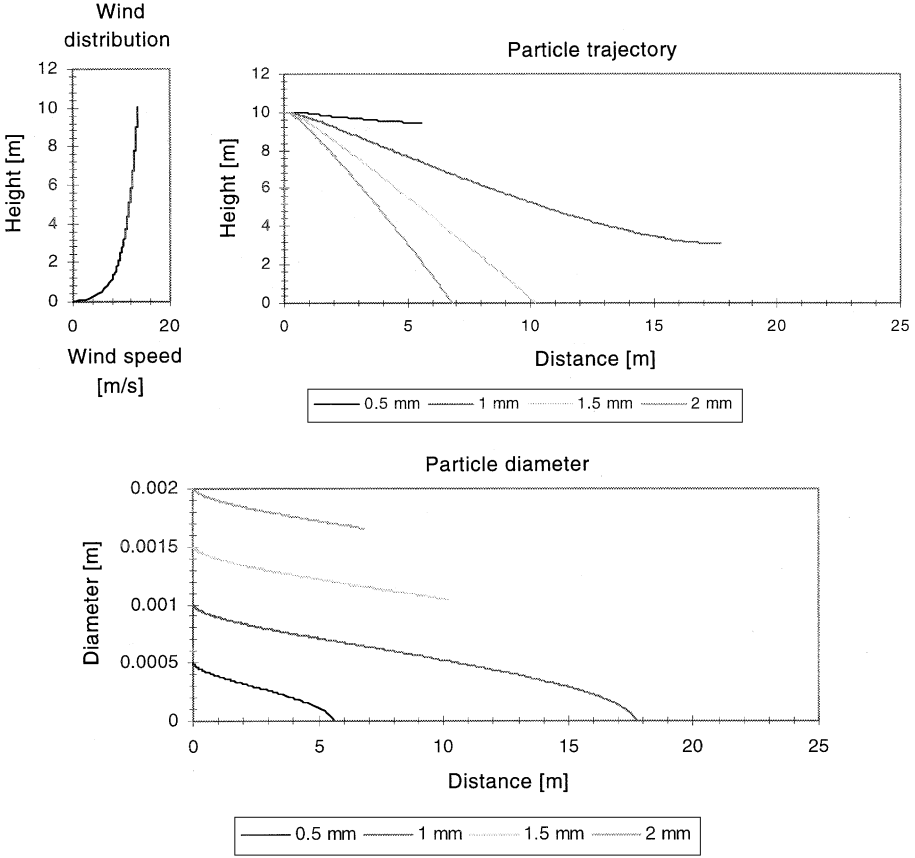 Wind
distribution
12
10
8
6
4
2
0
Height [m]
0 20
Wind speed
[m/s]
Particle trajectory
12
10
8
6
4
2
0
Height [m]
0 5 10 15 20 25
Distance [m]
0.5 mm 1 mm 1.5 mm 2 mm
Particle diameter
0.002
0.0015
0.001
0.0005
0
Diameter [m]
0 5 10 15 20 25
Distance [m]
0.5 mm 1 mm 1.5 mm 2 mm